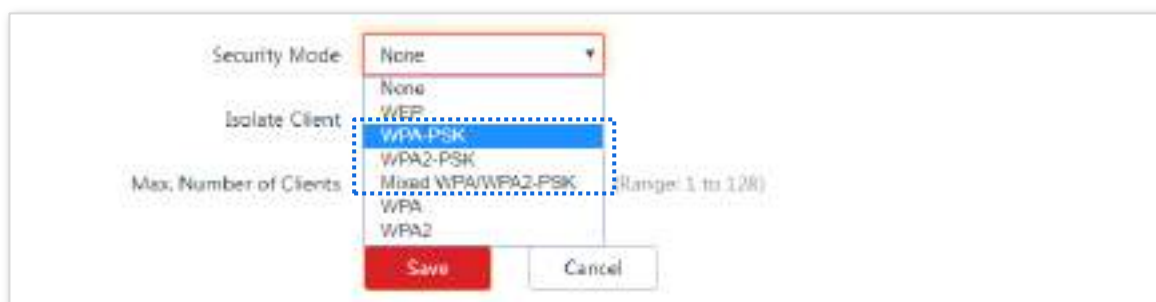 Security Mode None
None
WEP
Isolate Client
WPA-PSK
WPA2-PSK
Max. Number of Clients Mixed WPA/WPA2-PSK (Range: 1 to 128)
WPA
WPA2
Save Cancel